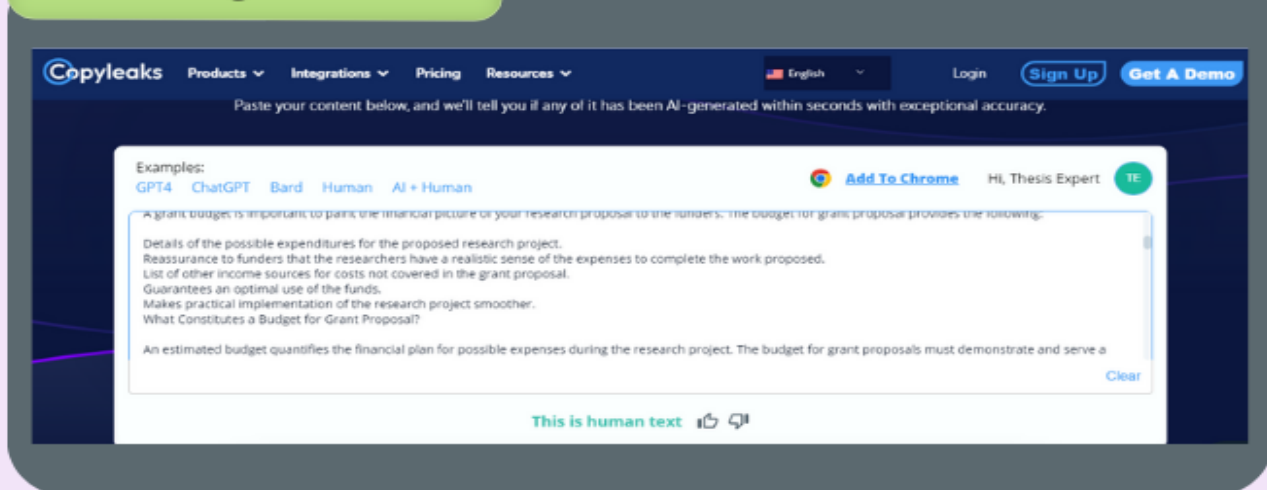 Copyleaks Products Integrations Pricing Resources English Login Sign Up Get A Demo
Paste your content below, and we'll tell you if any of it has been AI-generated within seconds with exceptional accuracy.
Examples:
GPT4 ChatGPT Bard Human AI + Human Add To Chrome Hi, Thesis Expert TE
A grant budget is important to paint the financial picture of your research proposal to the funders. The budget for grant proposal provides the following:
Details of the possible expenditures for the proposed research project.
Reassurance to funders that the researchers have a realistic sense of the expenses to complete the work proposed.
List of other income sources for costs not covered in the grant proposal.
Guarantees an optimal use of the funds.
Makes practical implementation of the research project smoother.
What Constitutes a Budget for Grant Proposal?
An estimated budget quantifies the financial plan for possible expenses during the research project. The budget for grant proposals must demonstrate and serve a
Clear
This is human text